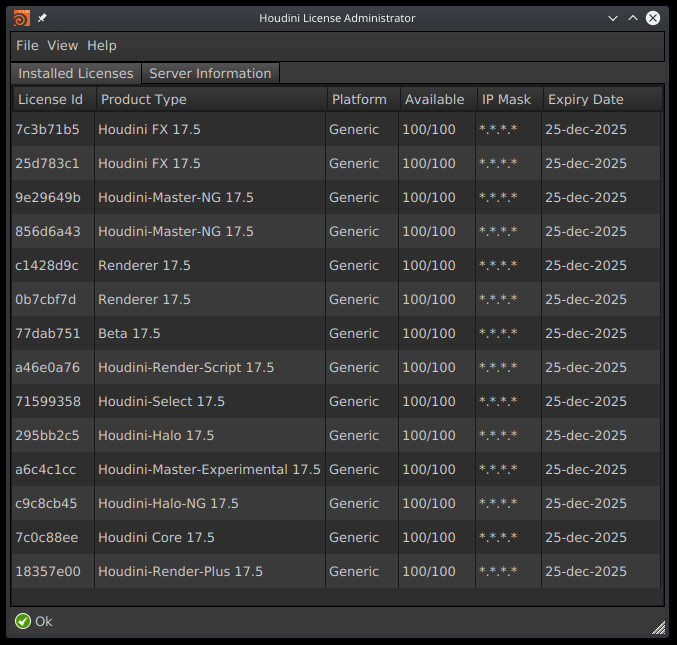 Houdini License Administrator
File View Help
Installed Licenses Server Information
License Id Product Type Platform Available IP Mask Expiry Date
7c3b71b5 Houdini FX 17.5 Generic 100/100 *.*.*.* 25-dec-2025
25d783c1 Houdini FX 17.5 Generic 100/100 *.*.*.* 25-dec-2025
9e29649b Houdini-Master-NG 17.5 Generic 100/100 *.*.*.* 25-dec-2025
856d6a43 Houdini-Master-NG 17.5 Generic 100/100 *.*.*.* 25-dec-2025
c1428d9c Renderer 17.5 Generic 100/100 *.*.*.* 25-dec-2025
0b7cbf7d Renderer 17.5 Generic 100/100 *.*.*.* 25-dec-2025
77dab751 Beta 17.5 Generic 100/100 *.*.*.* 25-dec-2025
a46e0a76 Houdini-Render-Script 17.5 Generic 100/100 *.*.*.* 25-dec-2025
71599358 Houdini-Select 17.5 Generic 100/100 *.*.*.* 25-dec-2025
295bb2c5 Houdini-Halo 17.5 Generic 100/100 *.*.*.* 25-dec-2025
a6c4c1cc Houdini-Master-Experimental 17.5 Generic 100/100 *.*.*.* 25-dec-2025
c9c8cb45 Houdini-Halo-NG 17.5 Generic 100/100 *.*.*.* 25-dec-2025
7c0c88ee Houdini Core 17.5 Generic 100/100 *.*.*.* 25-dec-2025
18357e00 Houdini-Render-Plus 17.5 Generic 100/100 *.*.*.* 25-dec-2025
Ok